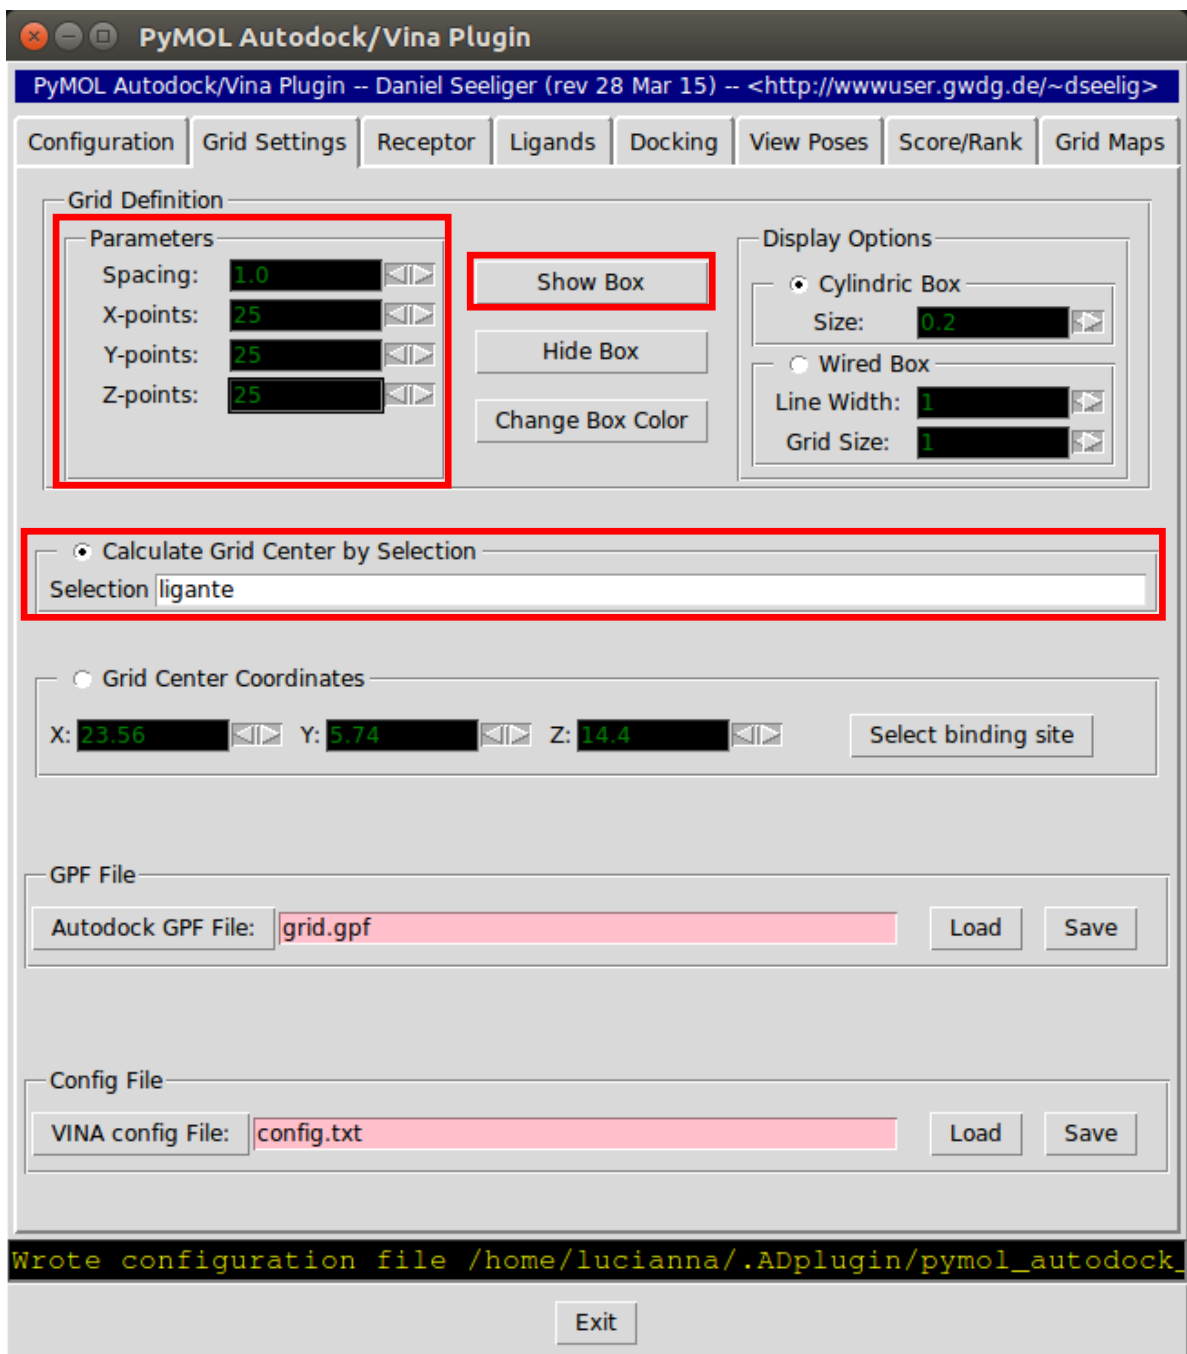 PyMOL Autodock/Vina Plugin
PyMOL Autodock/Vina Plugin -- Daniel Seeliger (rev 28 Mar 15) -- <http://wwwuser.gwdg.de/~dseelig>
Configuration Grid Settings Receptor Ligands Docking View Poses Score/Rank Grid Maps
Grid Definition
Parameters
Spacing: 1.0
X-points: 25
Y-points: 25
Z-points: 25
Show Box
Hide Box
Change Box Color
Display Options
Cylindric Box
Size: 0.2
Wired Box
Line Width: 1
Grid Size: 1
Calculate Grid Center by Selection
Selection ligante
Grid Center Coordinates
X: 23.56 Y: 5.74 Z: 14.4 Select binding site
GPF File
Autodock GPF File: grid.gpf Load Save
Config File
VINA config File: config.txt Load Save
Wrote configuration file /home/lucianna/.ADplugin/pymol_autodock_
Exit